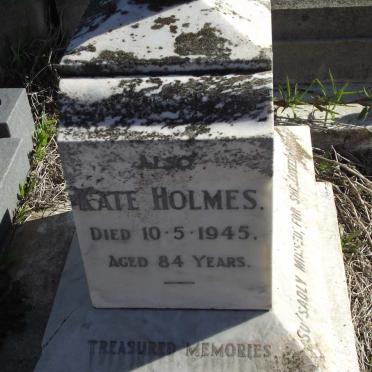 ALSO
KATE HOLMES.
DIED 10·5·1945.
AGED 84 YEARS.
TREASURED MEMORIES.